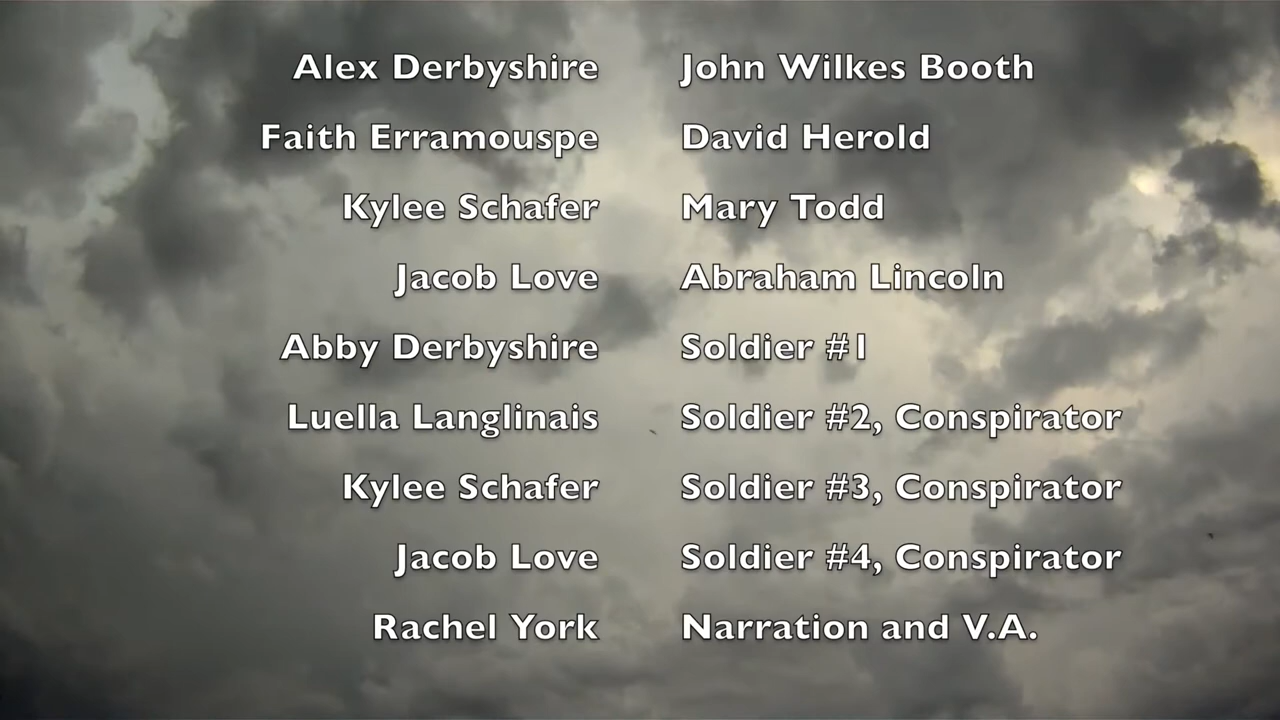 Alex Derbyshire John Wilkes Booth
Faith Erramouspe David Herold
Kylee Schafer Mary Todd
Jacob Love Abraham Lincoln
Abby Derbyshire Soldier #1
Luella Langlinais Soldier #2, Conspirator
Kylee Schafer Soldier #3, Conspirator
Jacob Love Soldier #4, Conspirator
Rachel York Narration and V.A.